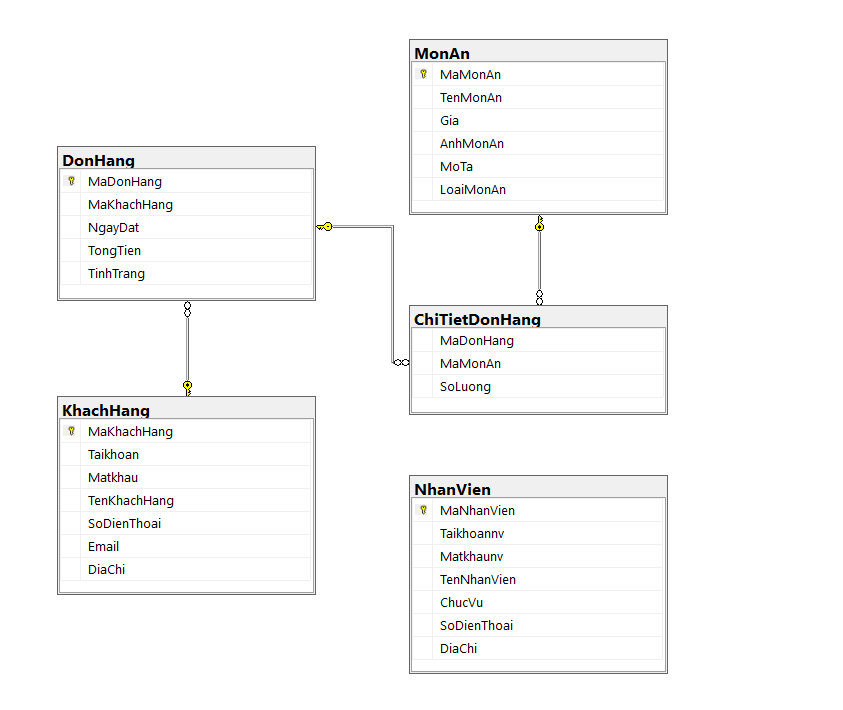 DonHang
MaDonHang
MaKhachHang
NgayDat
TongTien
TinhTrang
KhachHang
MaKhachHang
Taikhoan
Matkhau
TenKhachHang
SoDienThoai
Email
DiaChi
MonAn
MaMonAn
TenMonAn
Gia
AnhMonAn
MoTa
LoaiMonAn
ChiTietDonHang
MaDonHang
MaMonAn
SoLuong
NhanVien
MaNhanVien
Taikhoannv
Matkhaunv
TenNhanVien
ChucVu
SoDienThoai
DiaChi